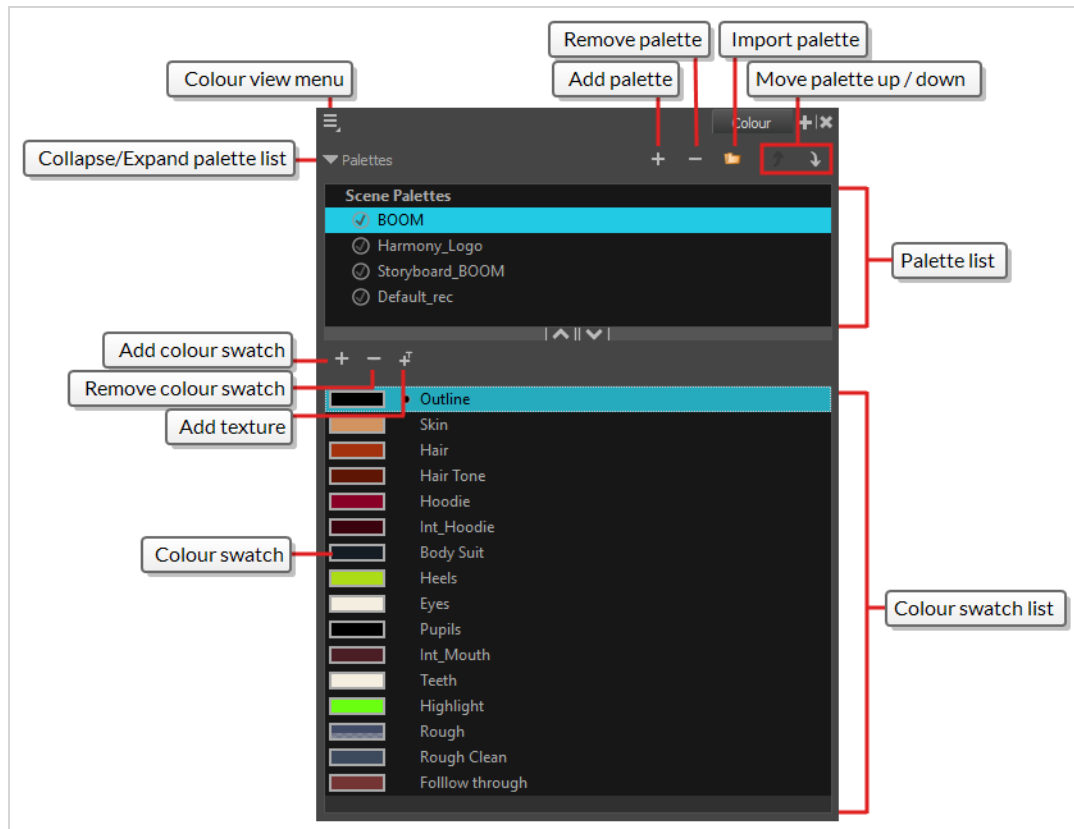 Remove palette
Import palette
Colour view menu
Add palette
Move palette up / down
Colour
Collapse/Expand palette list
Palettes
Scene Palettes
BOOM
Harmony_Logo
Palette list
Storyboard_BOOM
Default_rec
Add colour swatch
Remove colour swatch
Outline
Add texture
Skin
Hair
Hair Tone
Hoodie
Int_Hoodie
Colour swatch
Body Suit
Heels
Eyes
Colour swatch list
Pupils
Int_Mouth
Teeth
Highlight
Rough
Rough Clean
Folllow through